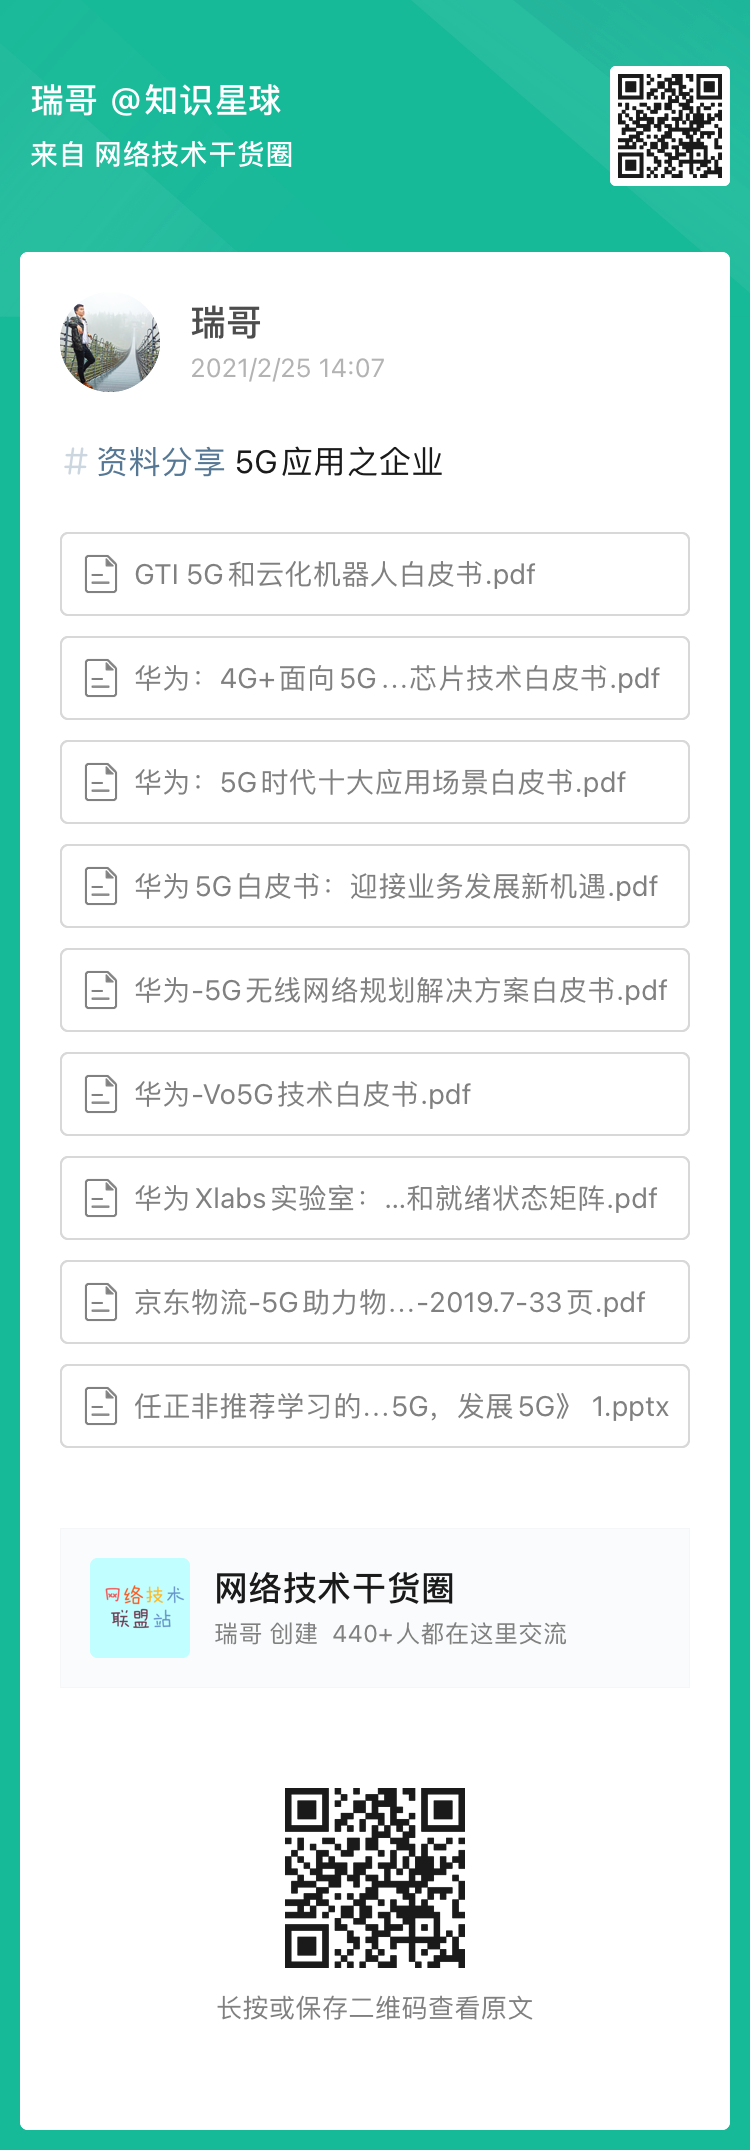 瑞哥 @知识星球
来自 网络技术干货圈
瑞哥
2021/2/25 14:07
#资料分享 5G应用之企业
GTI 5G和云化机器人白皮书.pdf
华为：4G+面向5G...芯片技术白皮书.pdf
华为：5G时代十大应用场景白皮书.pdf
华为5G白皮书：迎接业务发展新机遇.pdf
华为-5G无线网络规划解决方案白皮书.pdf
华为-Vo5G技术白皮书.pdf
华为Xlabs实验室：...和就绪状态矩阵.pdf
京东物流-5G助力物...-2019.7-33页.pdf
任正非推荐学习的...5G，发展5G》 1.pptx
网络技术
联盟站
网络技术干货圈
瑞哥 创建 440+人都在这里交流
长按或保存二维码查看原文